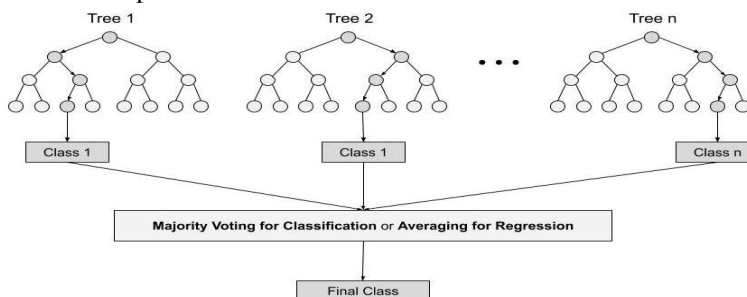 Tree 1
Tree 2
Tree n
Class 1
Class 1
Class n
Majority Voting for Classification or Averaging for Regression
Final Class